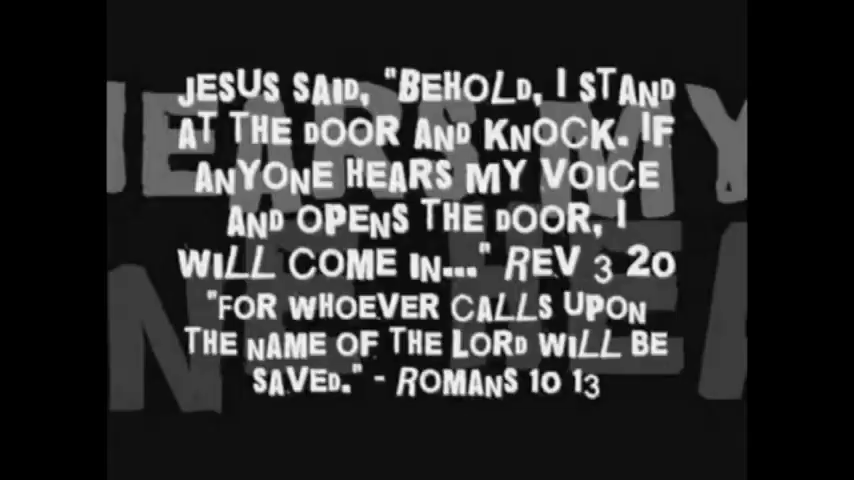 JESUS SAID, "BEHOLD, I STAND
AT THE DOOR AND KNOCK. IF
ANYONE HEARS MY VOICE
AND OPENS THE DOOR, I
WILL COME IN..." REV 3 20
"FOR WHOEVER CALLS UPON
THE NAME OF THE LORD WILL BE
SAVED." - ROMANS 10 13
HEARS MY